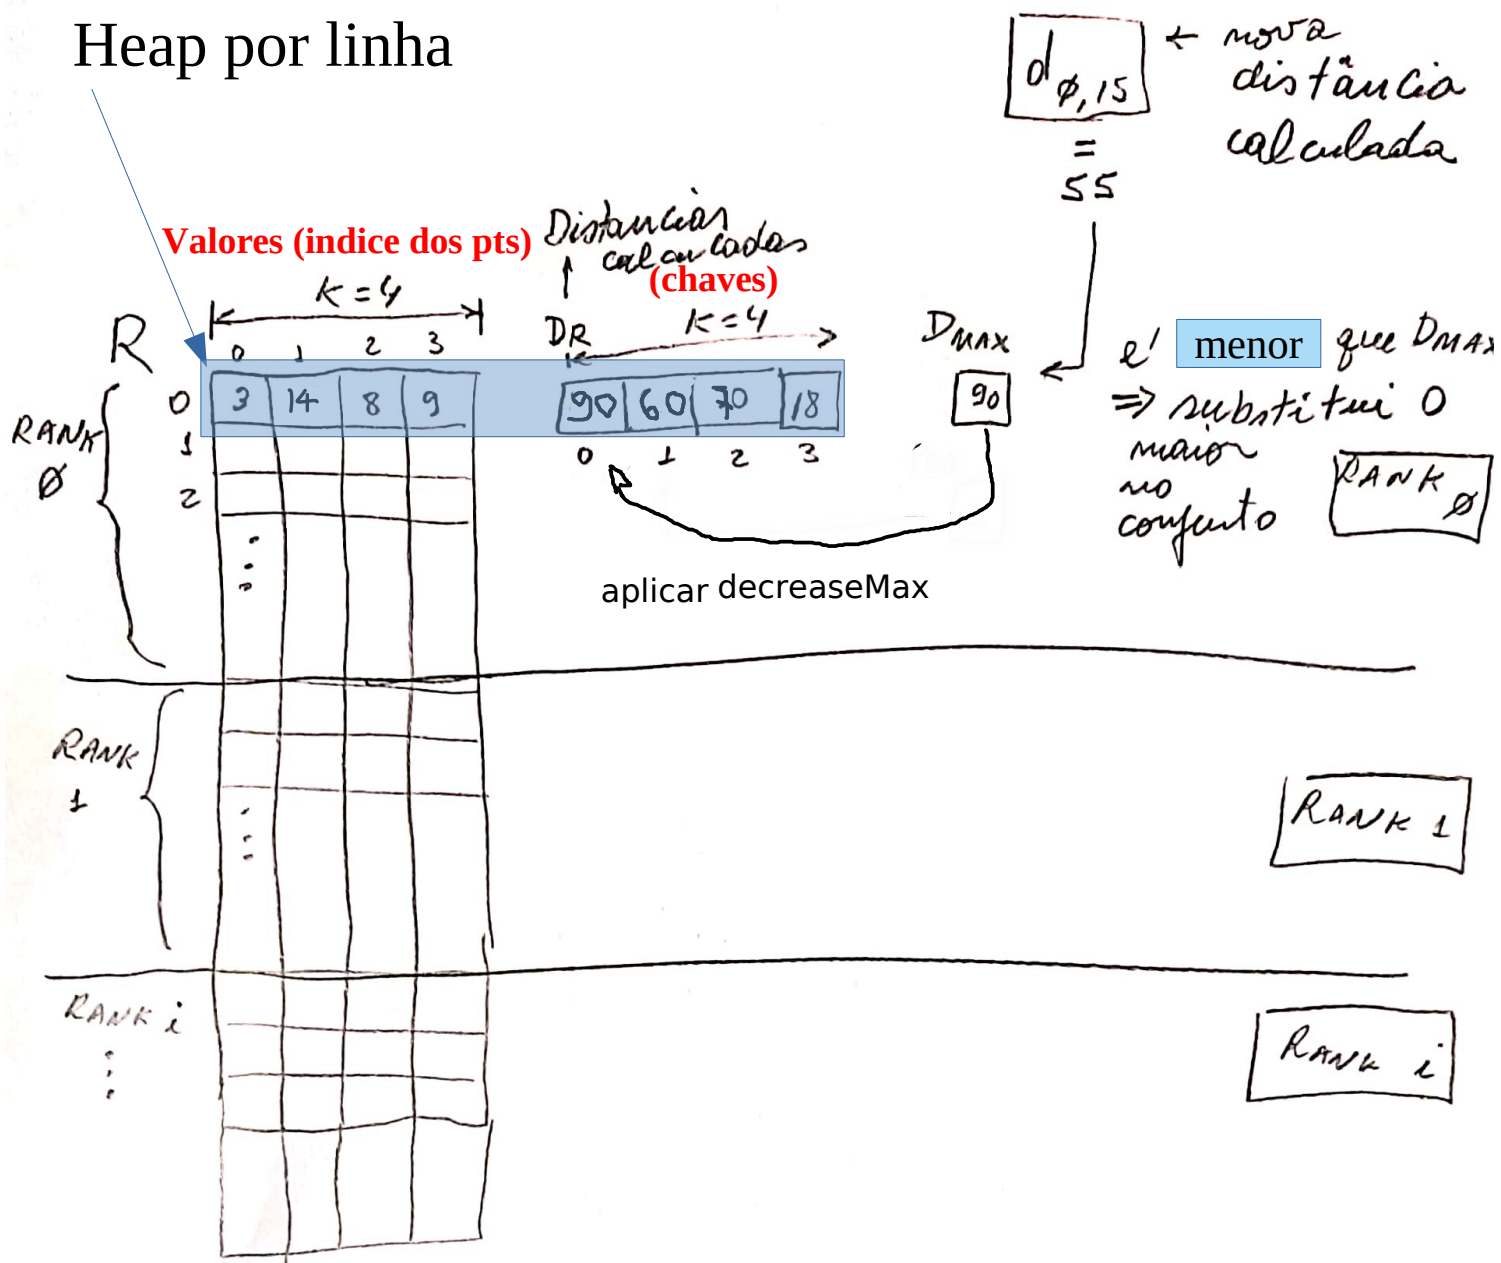 Heap por linha
d ø,15
← nova
distância
calculada
=
55
Valores (indice dos pts)
Distancias
calculadas
(chaves)
K=4
K=4
R
DR
DMAX
0 1 2 3
é menor que DMAX
0
3 14 8 9
90 60 70 18
90
⇒ substitui o
maior
no
conjunto
RANK
Ø
1
2
0 1 2 3
RANK Ø
aplicar decreaseMax
RANK
1
RANK 1
RANK i
RANK i